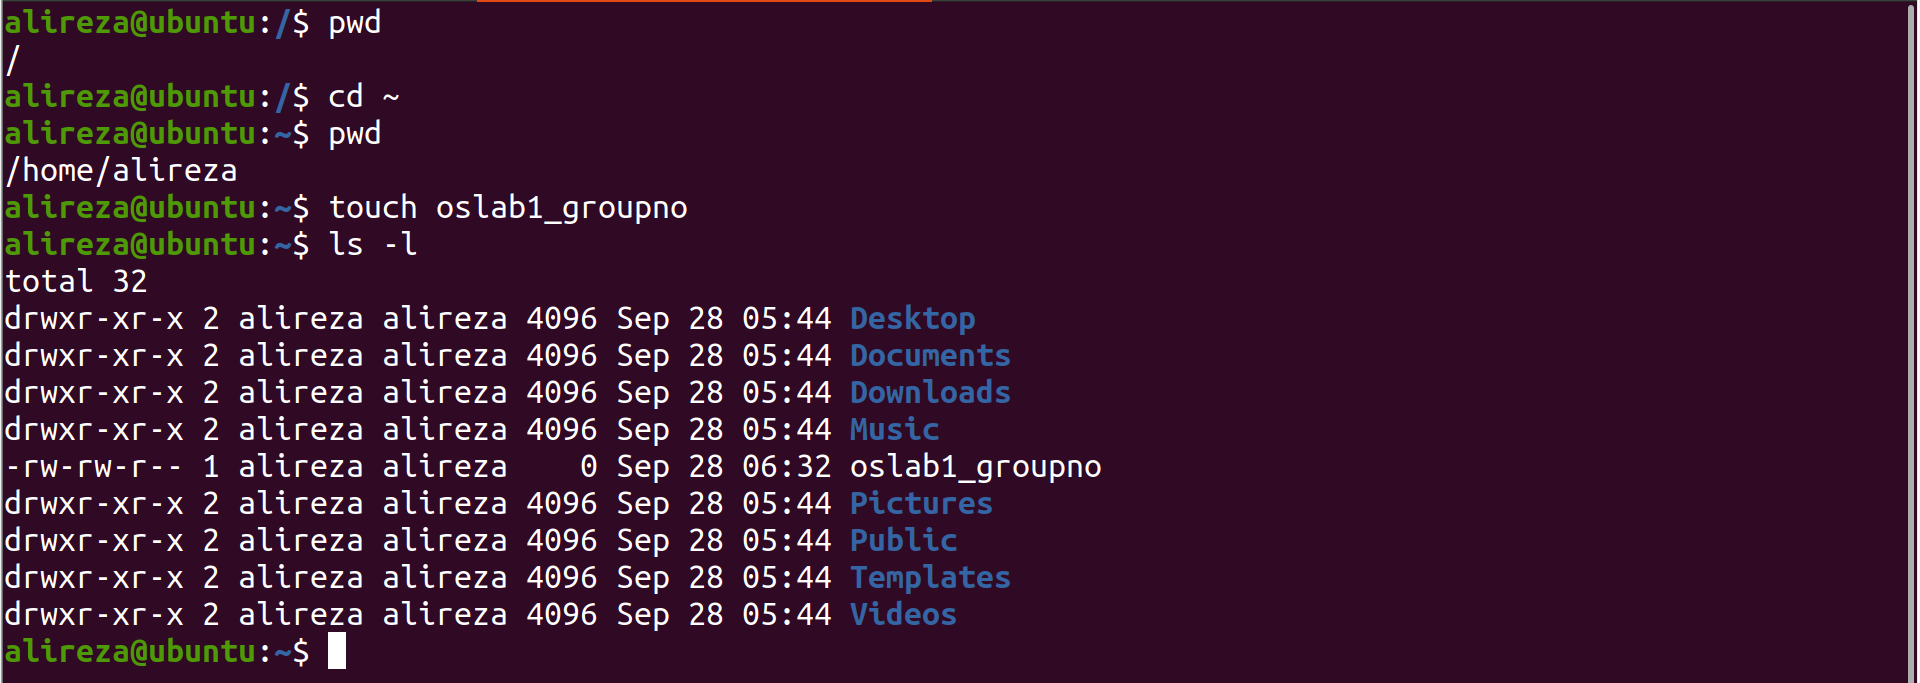 alireza@ubuntu:/$ pwd
/
alireza@ubuntu:/$ cd ~
alireza@ubuntu:~$ pwd
/home/alireza
alireza@ubuntu:~$ touch oslab1_groupno
alireza@ubuntu:~$ ls -l
total 32
drwxr-xr-x 2 alireza alireza 4096 Sep 28 05:44 Desktop
drwxr-xr-x 2 alireza alireza 4096 Sep 28 05:44 Documents
drwxr-xr-x 2 alireza alireza 4096 Sep 28 05:44 Downloads
drwxr-xr-x 2 alireza alireza 4096 Sep 28 05:44 Music
-rw-rw-r-- 1 alireza alireza    0 Sep 28 06:32 oslab1_groupno
drwxr-xr-x 2 alireza alireza 4096 Sep 28 05:44 Pictures
drwxr-xr-x 2 alireza alireza 4096 Sep 28 05:44 Public
drwxr-xr-x 2 alireza alireza 4096 Sep 28 05:44 Templates
drwxr-xr-x 2 alireza alireza 4096 Sep 28 05:44 Videos
alireza@ubuntu:~$